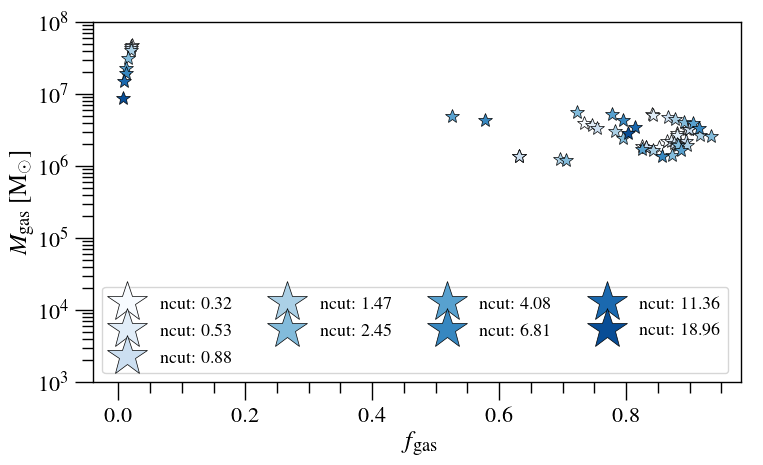 10^8
10^7
10^6
10^5
10^4
10^3
M_gas [M_⊙]
ncut: 0.32
ncut: 0.53
ncut: 0.88
ncut: 1.47
ncut: 2.45
ncut: 4.08
ncut: 6.81
ncut: 11.36
ncut: 18.96
0.0 0.2 0.4 0.6 0.8
f_gas